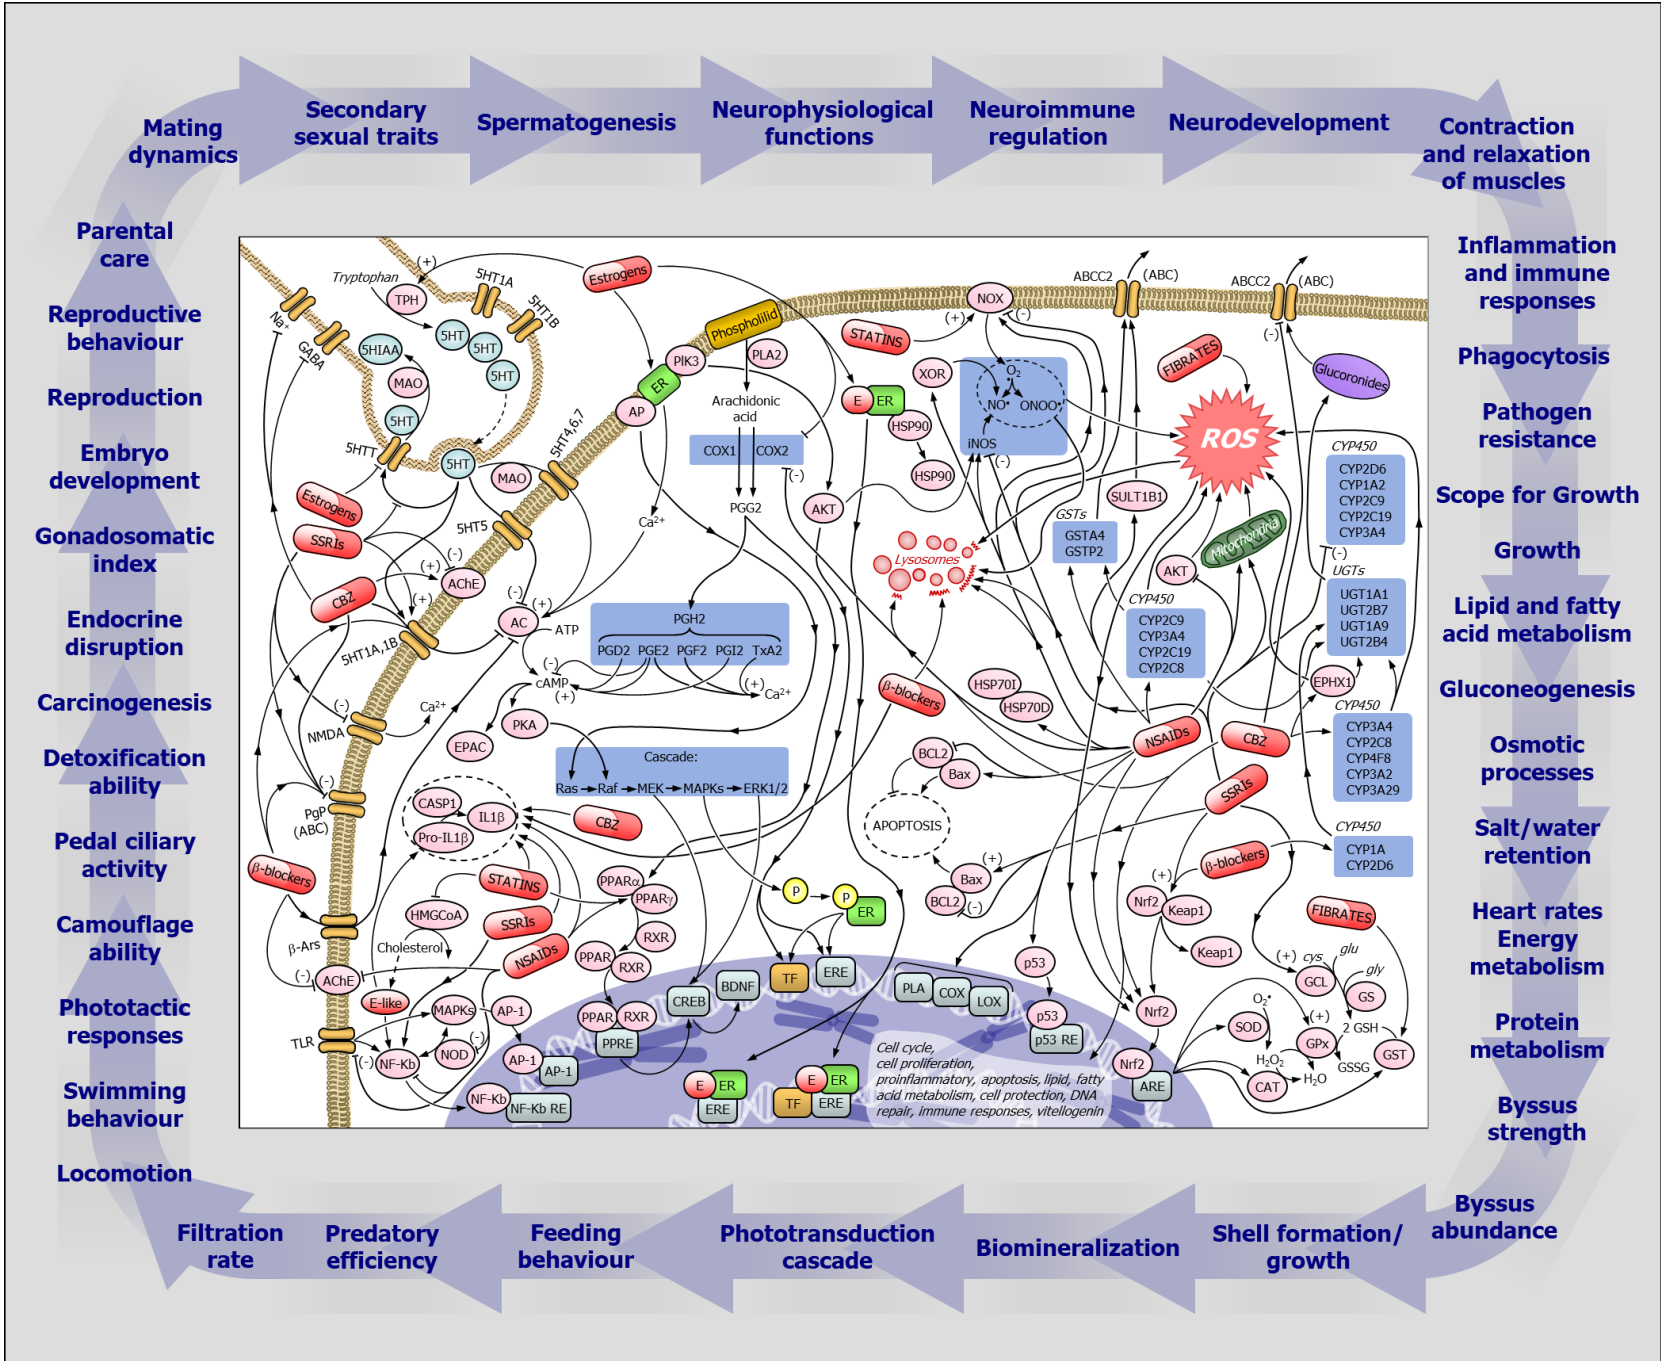 Mating
dynamics
Secondary
sexual traits
Spermatogenesis
Neurophysiological
functions
Neuroimmune
regulation
Neurodevelopment
Contraction
and relaxation
of muscles
Inflammation
and immune
responses
Phagocytosis
Pathogen
resistance
Scope for Growth
Growth
Lipid and fatty
acid metabolism
Gluconeogenesis
Osmotic
processes
Salt/water
retention
Heart rates
Energy
metabolism
Protein
metabolism
Byssus
strength
Byssus
abundance
Shell formation/
growth
Biomineralization
Phototransduction
cascade
Feeding
behaviour
Predatory
efficiency
Filtration
rate
Locomotion
Swimming
behaviour
Phototactic
responses
Camouflage
ability
Pedal ciliary
activity
Detoxification
ability
Carcinogenesis
Endocrine
disruption
Gonadosomatic
index
Embryo
development
Reproduction
Reproductive
behaviour
Parental
care
Tryptophan
(+)
TPH
5HT1A
5HT1B
Na+
GABA
5HIAA
MAO
5HT
5HT
5HT
5HT
5HTT
5HT
MAO
5HT4,6,7
5HT5
Estrogens
Estrogens
SSRIs
CBZ
(+)
(-)
AChE
(+)
5HT1A,1B
(-)
NMDA
Ca2+
(-)
PgP
(ABC)
β-blockers
β-Ars
(-)
AChE
TLR
(-)
Phospholilid
PIK3
PLA2
ER
AP
Arachidonic
acid
COX1
COX2
(-)
PGG2
Ca2+
(-)
(+)
AC
ATP
PGH2
PGD2
PGE2
PGF2
PGI2
TxA2
(-)
cAMP
(+)
(+)
Ca2+
PKA
EPAC
Cascade:
Ras
Raf
MEK
MAPKs
ERK1/2
CASP1
Pro-IL1β
IL1β
CBZ
STATINS
HMGCoA
SSRIs
Cholesterol
NSAIDs
E-like
MAPKs
AP-1
NOD
(-)
NF-Kb
NF-Kb
NF-Kb RE
AP-1
AP-1
PPARα
PPARγ
RXR
PPAR
RXR
PPAR
RXR
PPRE
CREB
BDNF
TF
ERE
P
P
ER
E
ER
ERE
E
ER
TF
ERE
STATINS
(+)
NOX
(-)
ABCC2
(ABC)
ABCC2
(ABC)
(-)
XOR
E
ER
HSP90
HSP90
AKT
O2
NO•
ONOO•
iNOS
(-)
FIBRATES
Glucoronides
ROS
SULT1B1
GSTs
GSTA4
GSTP2
Lysosomes
Mitochondria
AKT
CYP450
CYP2D6
CYP1A2
CYP2C9
CYP2C19
CYP3A4
(-)
UGTs
UGT1A1
UGT2B7
UGT1A9
UGT2B4
CYP450
CYP2C9
CYP3A4
CYP2C19
CYP2C8
EPHX1
CYP450
CYP3A4
CYP2C8
CYP4F8
CYP3A2
CYP3A29
β-blockers
HSP70I
HSP70D
NSAIDs
CBZ
BCL2
Bax
APOPTOSIS
(+)
Bax
BCL2
(-)
SSRIs
CYP450
CYP1A
CYP2D6
β-blockers
(+)
Nrf2
Keap1
Keap1
FIBRATES
p53
p53
p53 RE
PLA
COX
LOX
Nrf2
Nrf2
ARE
(+)
cys
glu
GCL
gly
GS
O2•
(+)
2 GSH
SOD
GPx
GSSG
GST
H2O2
H2O
CAT
Cell cycle,
cell proliferation,
proinflammatory, apoptosis, lipid, fatty
acid metabolism, cell protection, DNA
repair, immune responses, vitellogenin